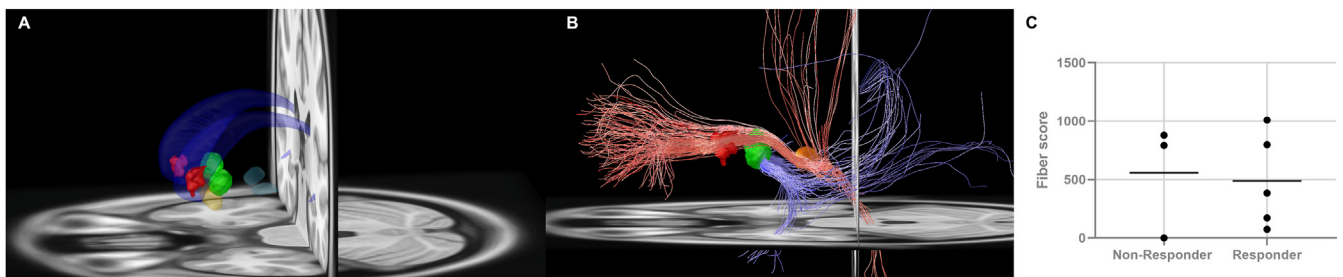 A
B
C
1500
1000
500
0
Fiber score
Non-Responder
Responder